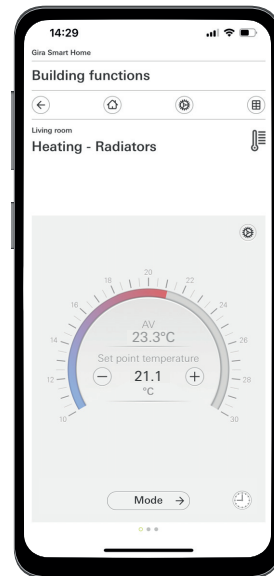 14:29
Gira Smart Home
Building functions
Living room
Heating - Radiators
20
18
22
16
24
AV
23.3°C
14
26
Set point temperature
21.1
12
28
°C
10
30
Mode